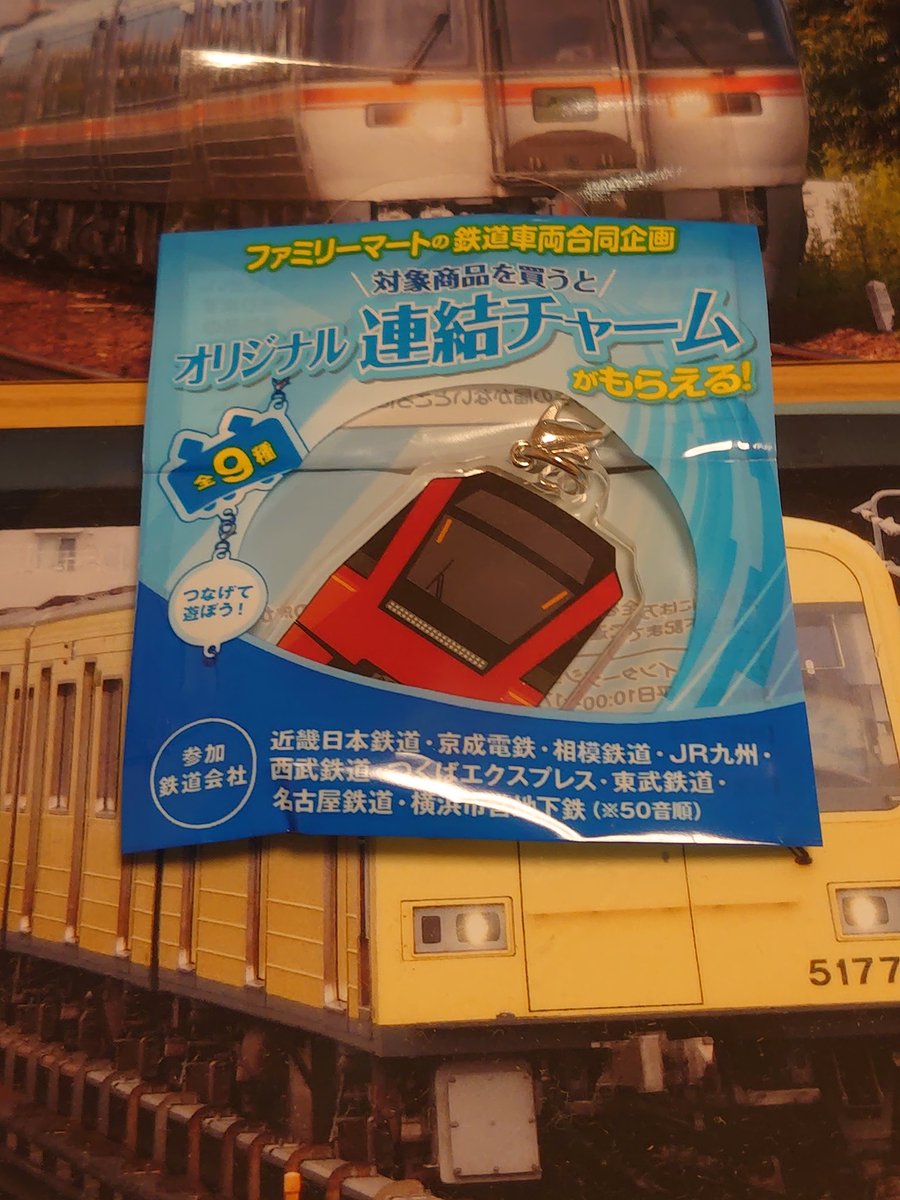 ファミリーマートの鉄道車両合同企画
対象商品を買うと
オリジナル 連結チャーム
がもらえる!
全9種
つなげて
遊ぼう!
参加
鉄道会社
近畿日本鉄道・京成電鉄・相模鉄道・JR九州・
西武鉄道・つくばエクスプレス・東武鉄道・
名古屋鉄道・横浜市営地下鉄(※50音順)
5177